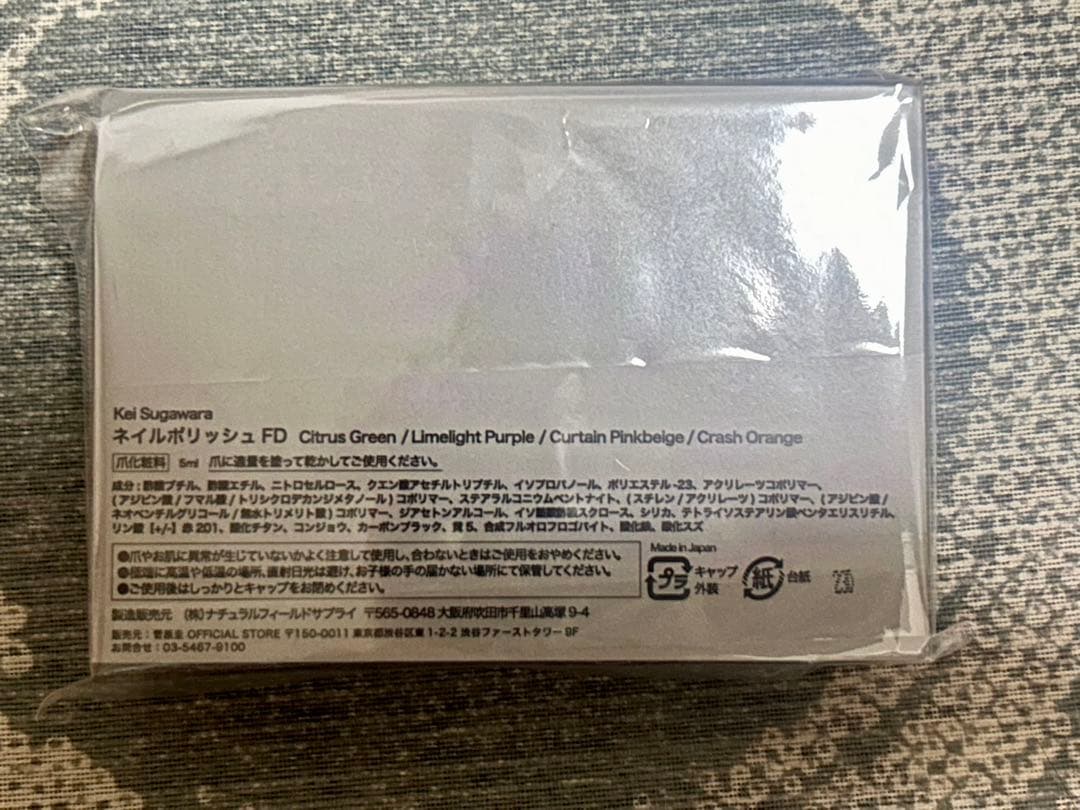 Kei Sugawara
ネイルポリッシュ FD Citrus Green / Limelight Purple / Curtain Pinkbeige / Crash Orange
爪化粧料 5ml 爪に適量を塗って乾かしてご使用ください。
成分:酢酸ブチル、酢酸エチル、ニトロセルロース、クエン酸アセチルトリブチル、イソプロパノール、ポリエステル-23、アクリレーツコポリマー、
(アジピン酸 / フマル酸 / トリシクロデカンジメタノール) コポリマー、ステアラルコニウムベントナイト、(スチレン / アクリレーツ) コポリマー、(アジピン酸 /
ネオペンチルグリコール / 無水トリメリト酸) コポリマー、ジアセトンアルコール、イソ酪酸酢酸スクロース、シリカ、テトライソステアリン酸ペンタエリスリチル、
リン酸 [+/-] 赤 201、酸化チタン、コンジョウ、カーボンブラック、黄 5、合成フルオロフロゴパイト、酸化鉄、酸化スズ
●爪やお肌に異常が生じていないかよく注意して使用し、合わないときはご使用をおやめください。
●極端に高温や低温の場所、直射日光は避け、お子様の手の届かない場所にて保管してください。
●ご使用後はしっかりとキャップをお閉めください。
Made in Japan
プラ キャップ
外装
紙 台紙
製造販売元 (株)ナチュラルフィールドサプライ 〒565-0848 大阪府吹田市千里山高塚 9-4
販売元:菅原圭 OFFICIAL STORE 〒150-0011 東京都渋谷区東 1-2-2 渋谷ファーストタワー 9F
お問合せ:03-5467-9100